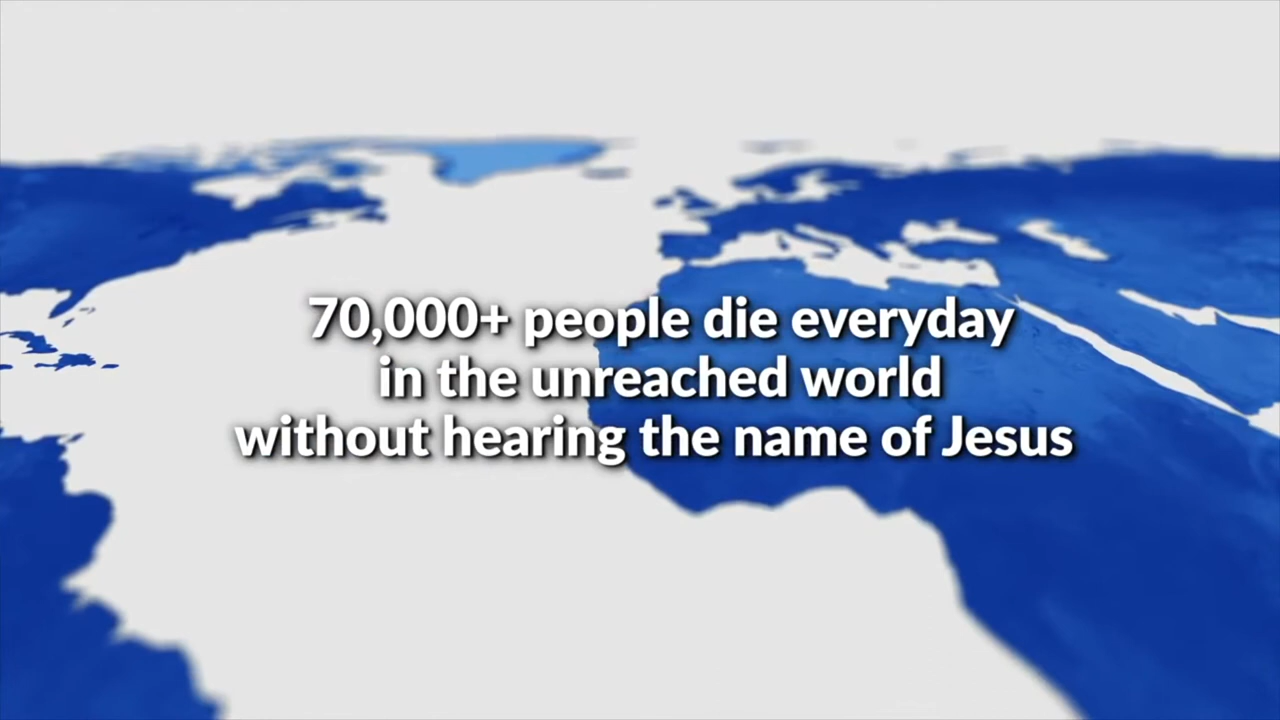 70,000+ people die everyday
in the unreached world
without hearing the name of Jesus